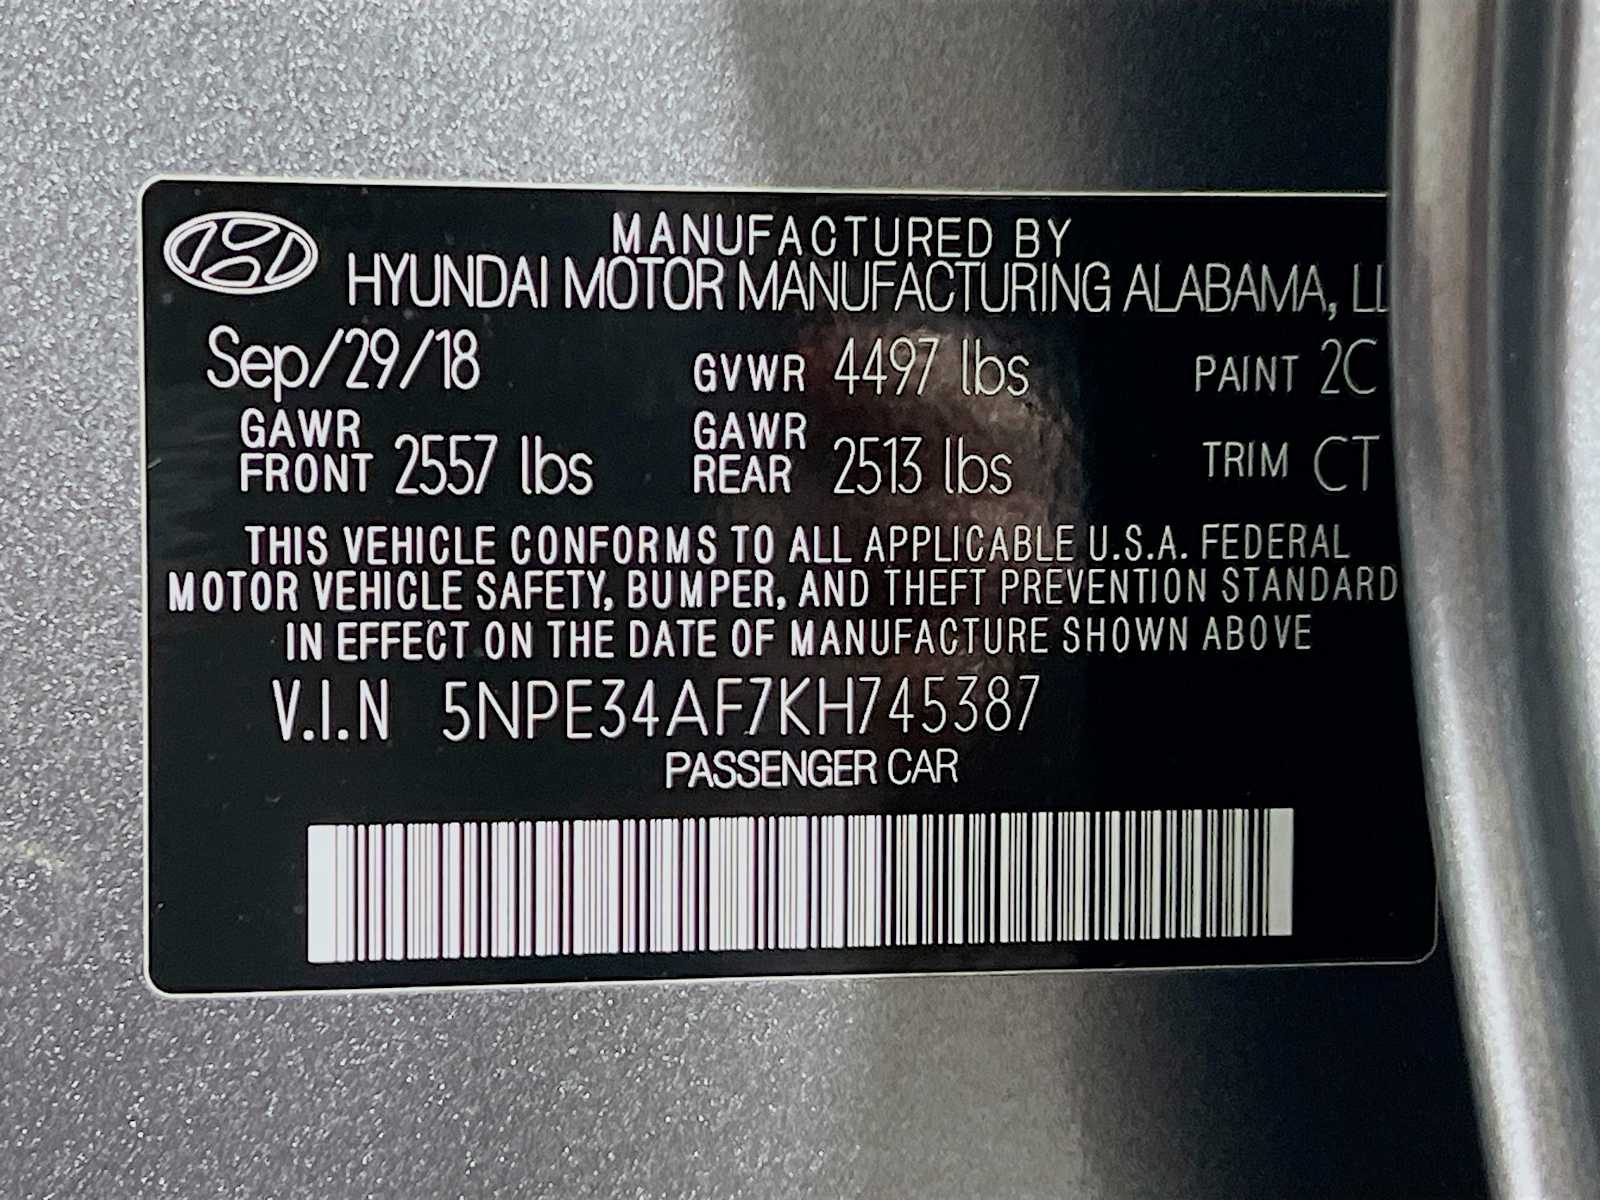 MANUFACTURED BY
HYUNDAI MOTOR MANUFACTURING ALABAMA, LL
Sep/29/18 GVWR 4497 lbs PAINT 2C
GAWR FRONT 2557 lbs GAWR REAR 2513 lbs TRIM CT
THIS VEHICLE CONFORMS TO ALL APPLICABLE U.S.A. FEDERAL
MOTOR VEHICLE SAFETY, BUMPER, AND THEFT PREVENTION STANDARD
IN EFFECT ON THE DATE OF MANUFACTURE SHOWN ABOVE
V.I.N 5NPE34AF7KH745387
PASSENGER CAR